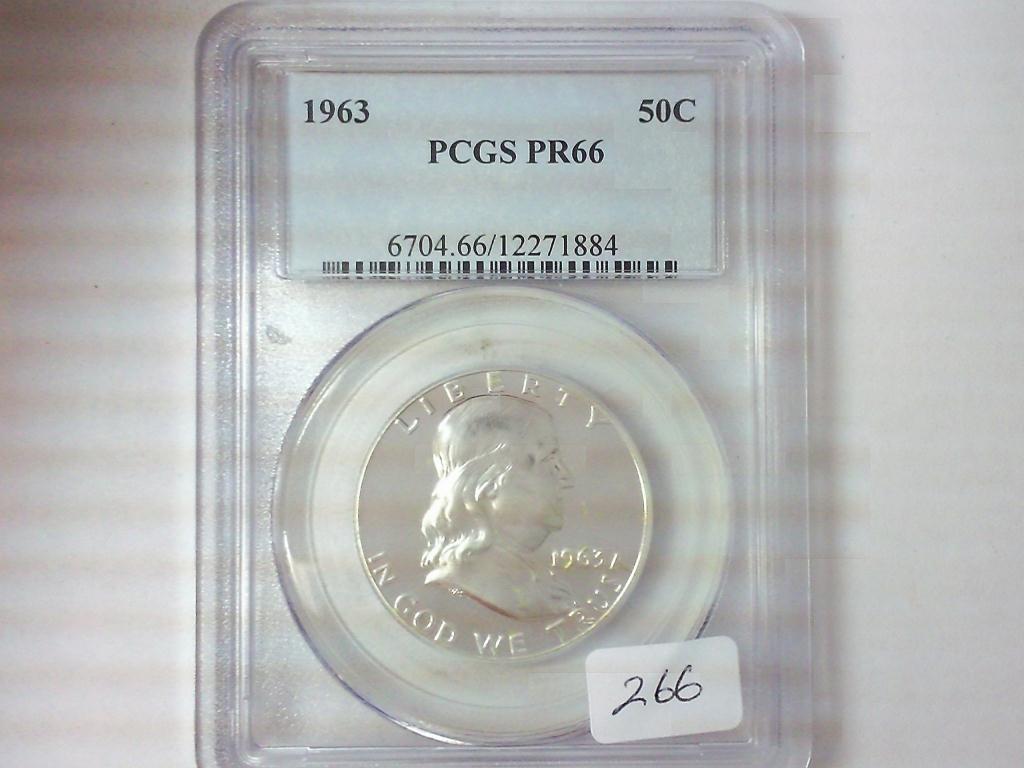 1963 50C
PCGS PR66
6704.66/12271884
LIBERTY
1963
IN GOD WE TRUST
266